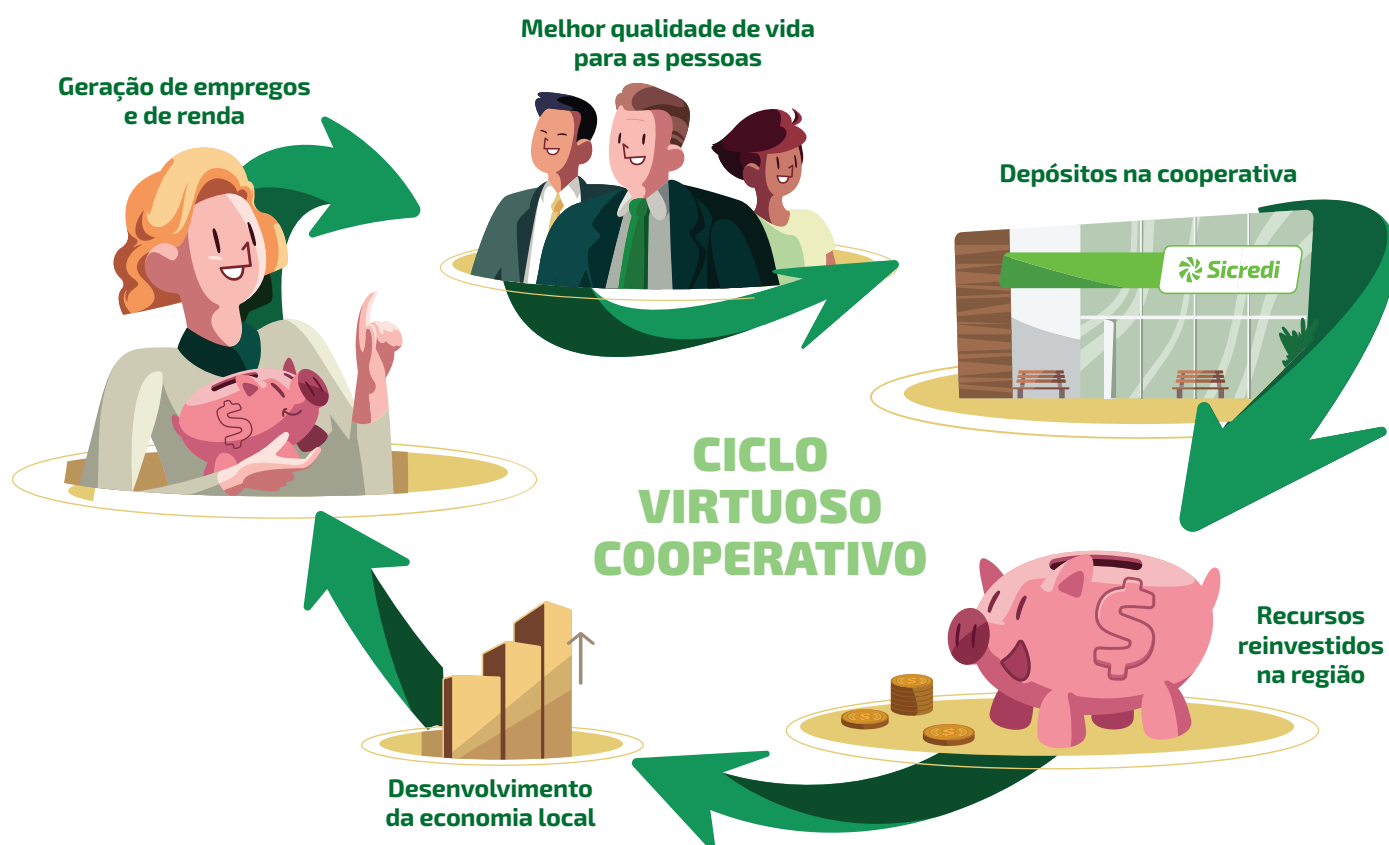 Melhor qualidade de vida
para as pessoas
Geração de empregos
e de renda
Depósitos na cooperativa
Sicredi
CICLO
VIRTUOSO
COOPERATIVO
Recursos
reinvestidos
na região
Desenvolvimento
da economia local